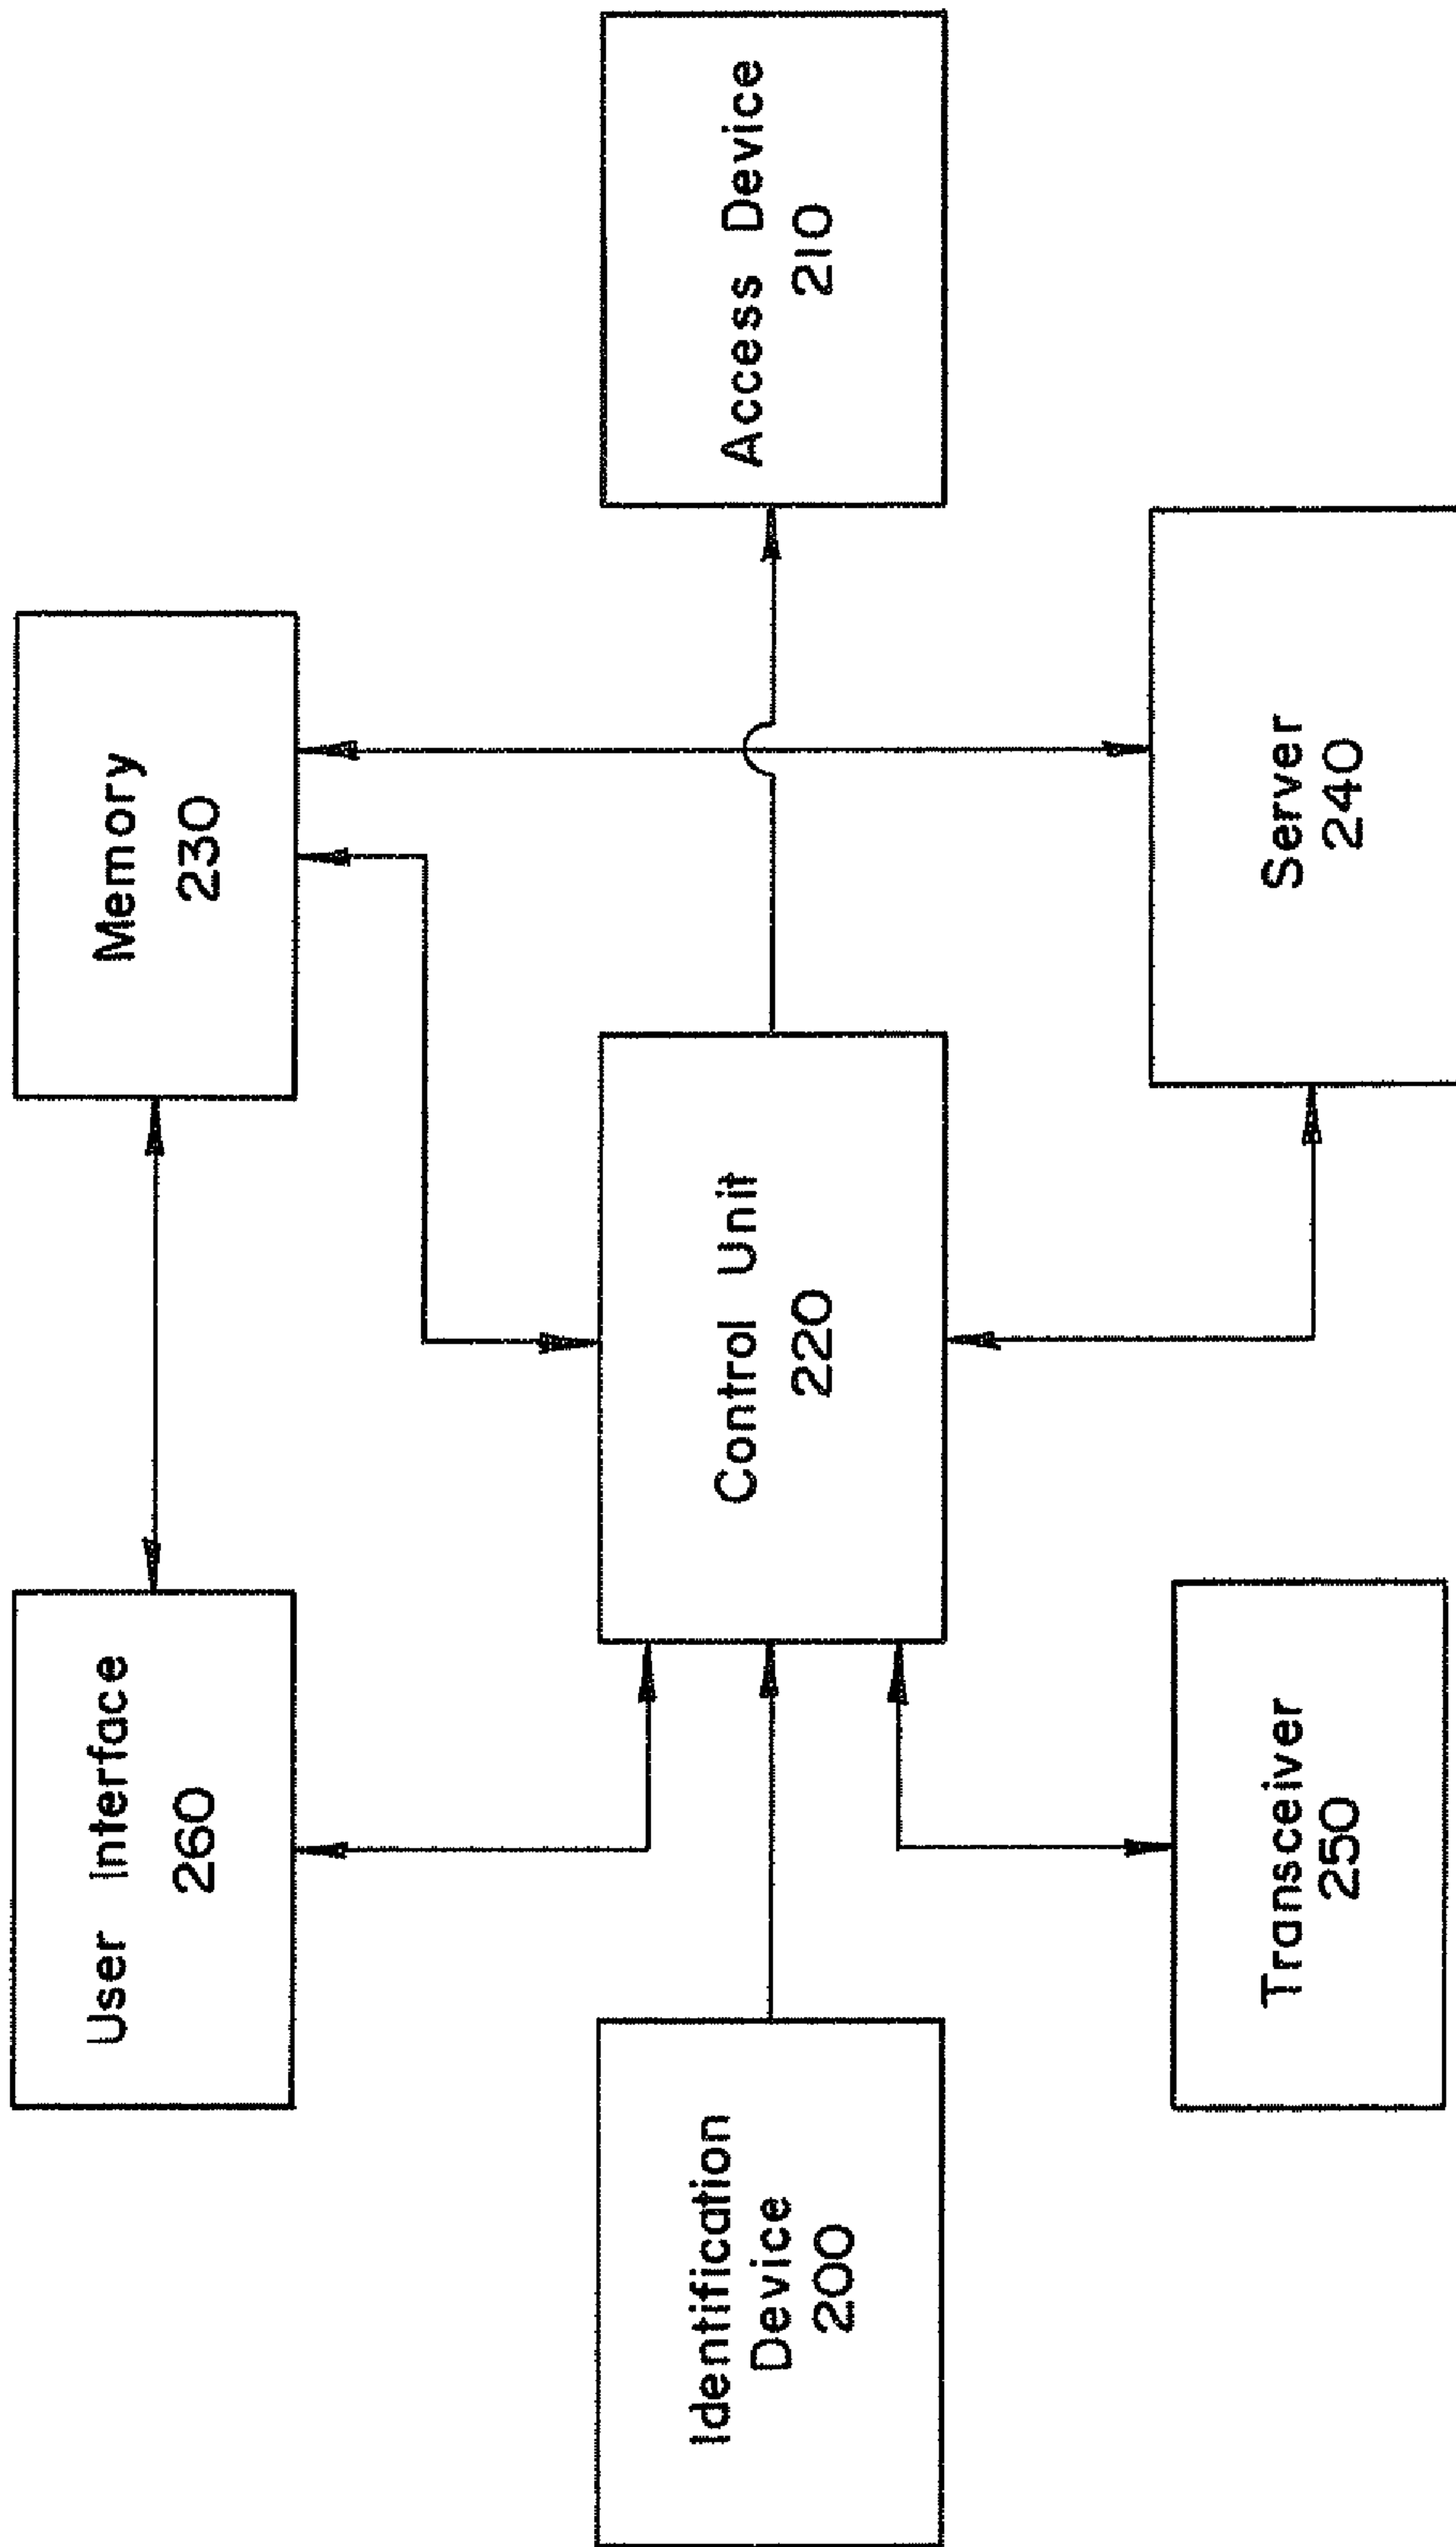 User Interface
260
Memory
230
Identification
Device
200
Control Unit
220
Access Device
210
Transceiver
250
Server
240